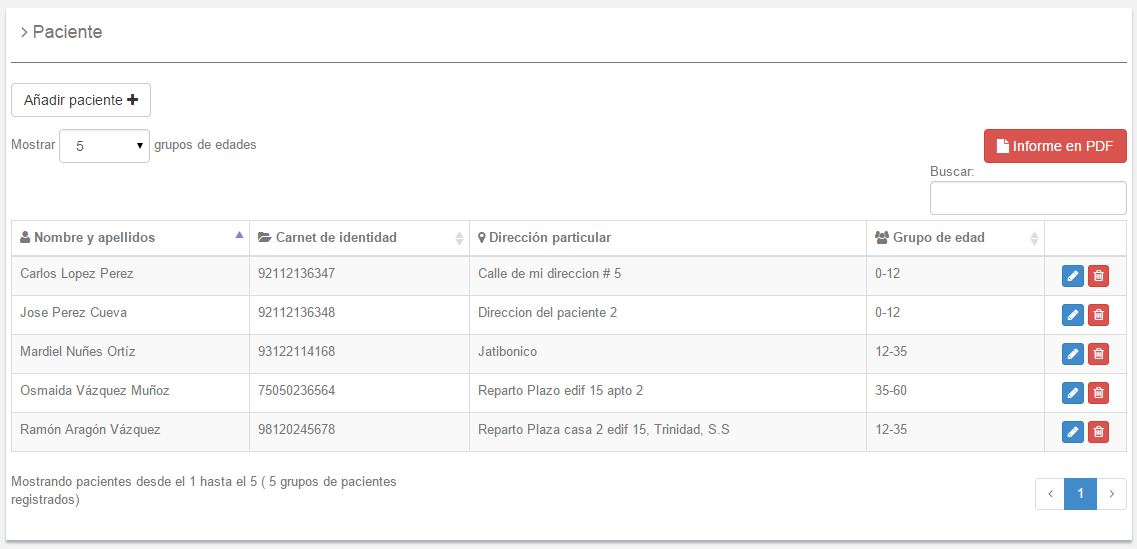 Paciente
Añadir paciente
Mostrar 5 grupos de edades
Informe en PDF
Buscar:
Nombre y apellidos Carnet de identidad Dirección particular Grupo de edad
Carlos Lopez Perez 92112136347 Calle de mi direccion # 5 0-12
Jose Perez Cueva 92112136348 Direccion del paciente 2 0-12
Mardiel Nuñes Ortíz 93122114168 Jatibonico 12-35
Osmaida Vázquez Muñoz 75050236564 Reparto Plazo edif 15 apto 2 35-60
Ramón Aragón Vázquez 98120245678 Reparto Plaza casa 2 edif 15, Trinidad, S.S 12-35
Mostrando pacientes desde el 1 hasta el 5 ( 5 grupos de pacientes
registrados)
1